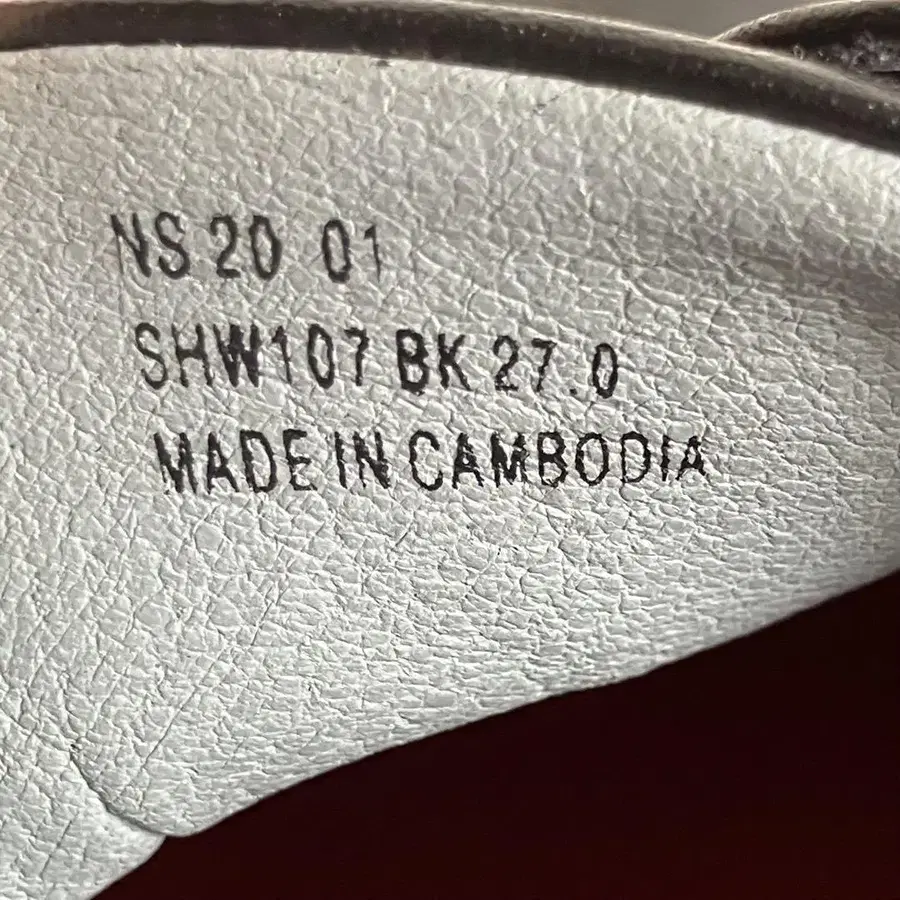 NS 20 01
SHW107 BK 27.0
MADE IN CAMBODIA